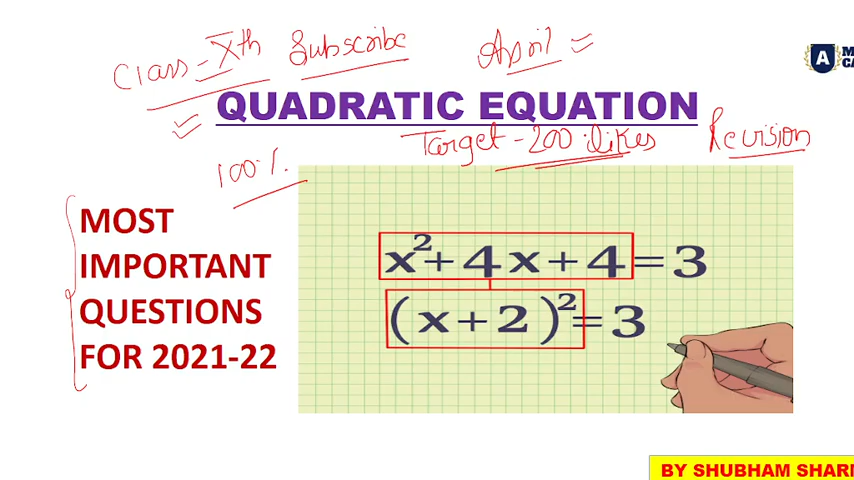 Class - Xth Subscribe April
QUADRATIC EQUATION
Target - 200 likes Revision
100%
MOST
IMPORTANT
QUESTIONS
FOR 2021-22
x²+4x+4=3
(x+2)²=3
A
BY SHUBHAM